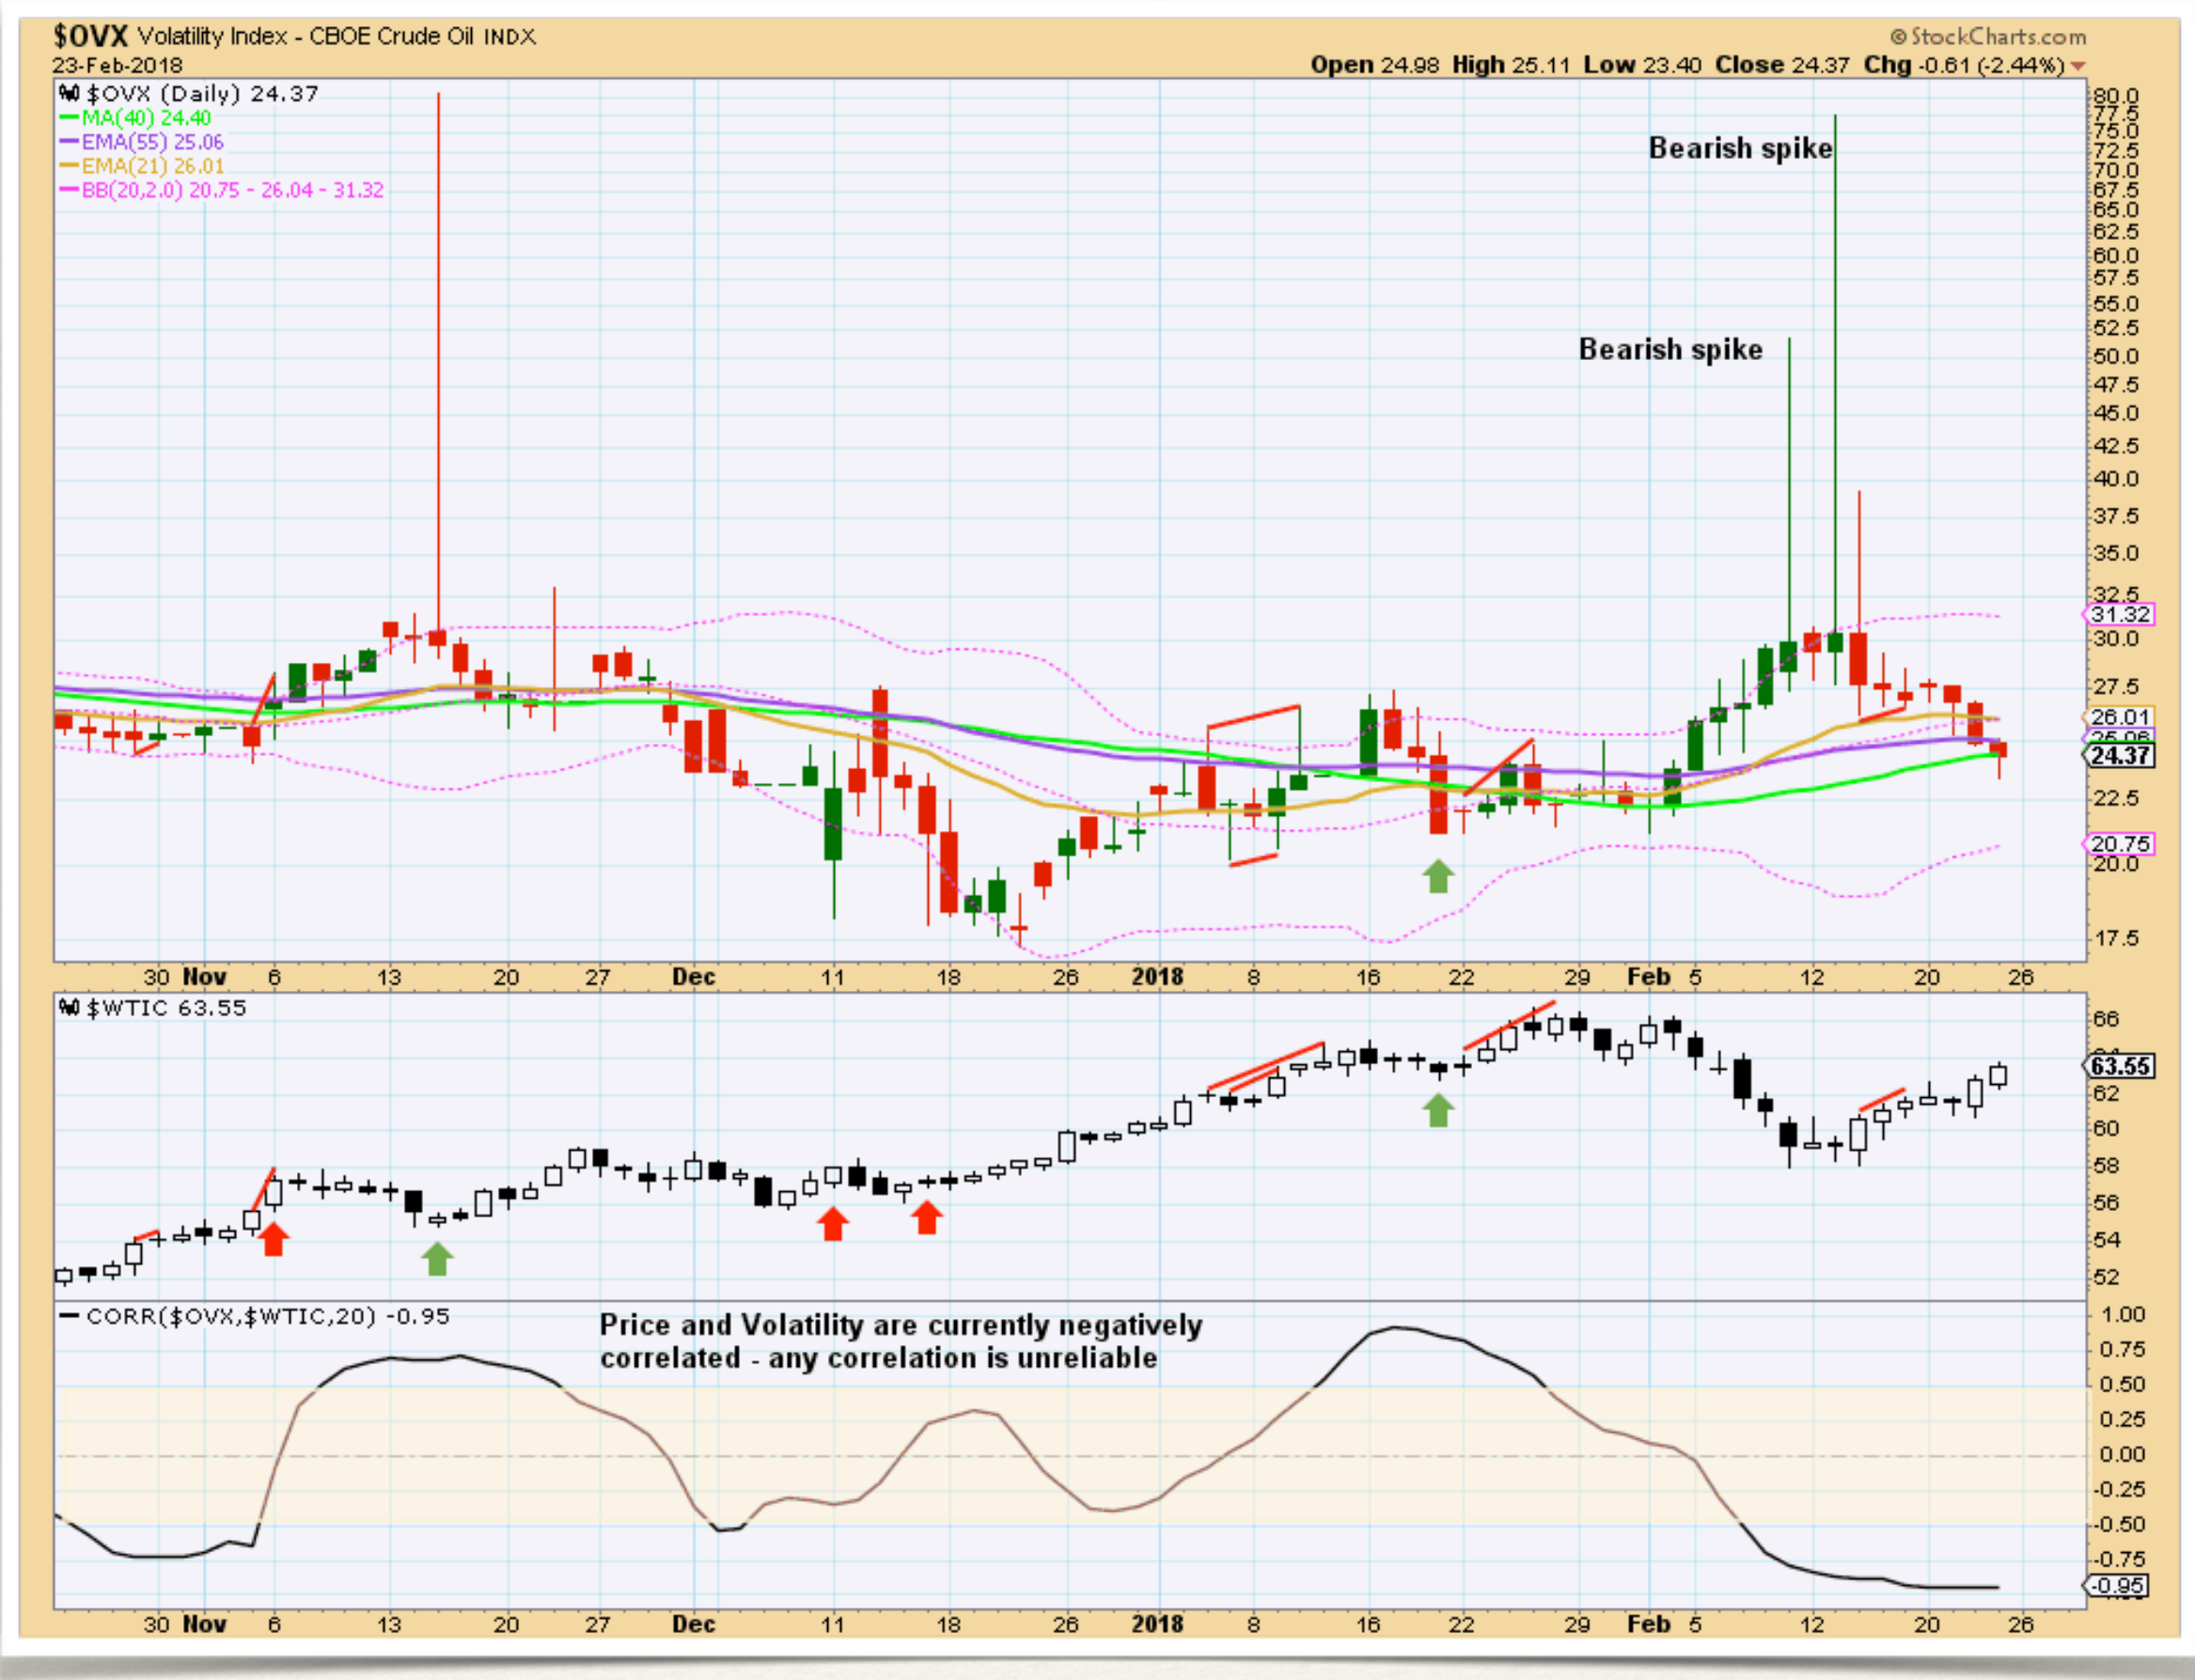 $OVX Volatility Index - CBOE Crude Oil INDX
© StockCharts.com
23-Feb-2018
Open 24.98 High 25.11 Low 23.40 Close 24.37 Chg -0.61 (-2.44%)
$OVX (Daily) 24.37
MA(40) 24.40
EMA(55) 25.06
EMA(21) 26.01
BB(20,2.0) 20.75 - 26.04 - 31.32
Bearish spike
Bearish spike
80.0
77.5
75.0
72.5
70.0
67.5
65.0
62.5
60.0
57.5
55.0
52.5
50.0
47.5
45.0
42.5
40.0
37.5
35.0
32.5
31.32
30.0
27.5
26.01
25.06
24.37
22.5
20.75
20.0
17.5
30 Nov 6 13 20 27 Dec 11 18 26 2018 8 16 22 29 Feb 5 12 20 26
$WTIC 63.55
66
63.55
62
60
58
56
54
52
CORR($OVX,$WTIC,20) -0.95
Price and Volatility are currently negatively
correlated - any correlation is unreliable
1.00
0.75
0.50
0.25
0.00
-0.25
-0.50
-0.75
-0.95
30 Nov 6 13 20 27 Dec 11 18 26 2018 8 16 22 29 Feb 5 12 20 26